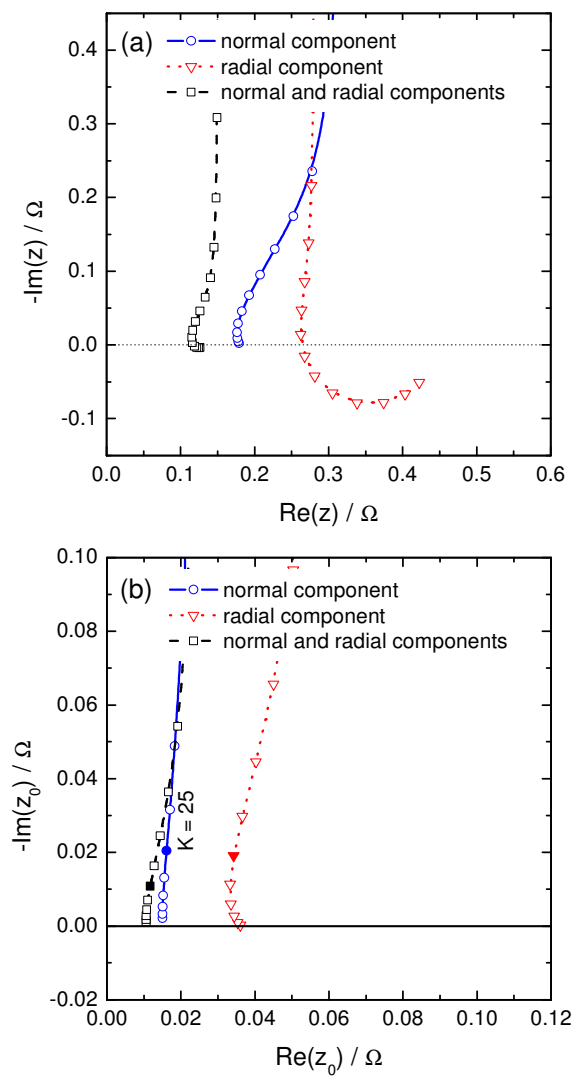 (a)
normal component
radial component
normal and radial components
0.4
0.3
0.2
0.1
0.0
-0.1
-Im(z) / Ω
0.0 0.1 0.2 0.3 0.4 0.5 0.6
Re(z) / Ω
(b)
normal component
radial component
normal and radial components
K = 25
0.10
0.08
0.06
0.04
0.02
0.00
-0.02
-Im(z₀) / Ω
0.00 0.02 0.04 0.06 0.08 0.10 0.12
Re(z₀) / Ω